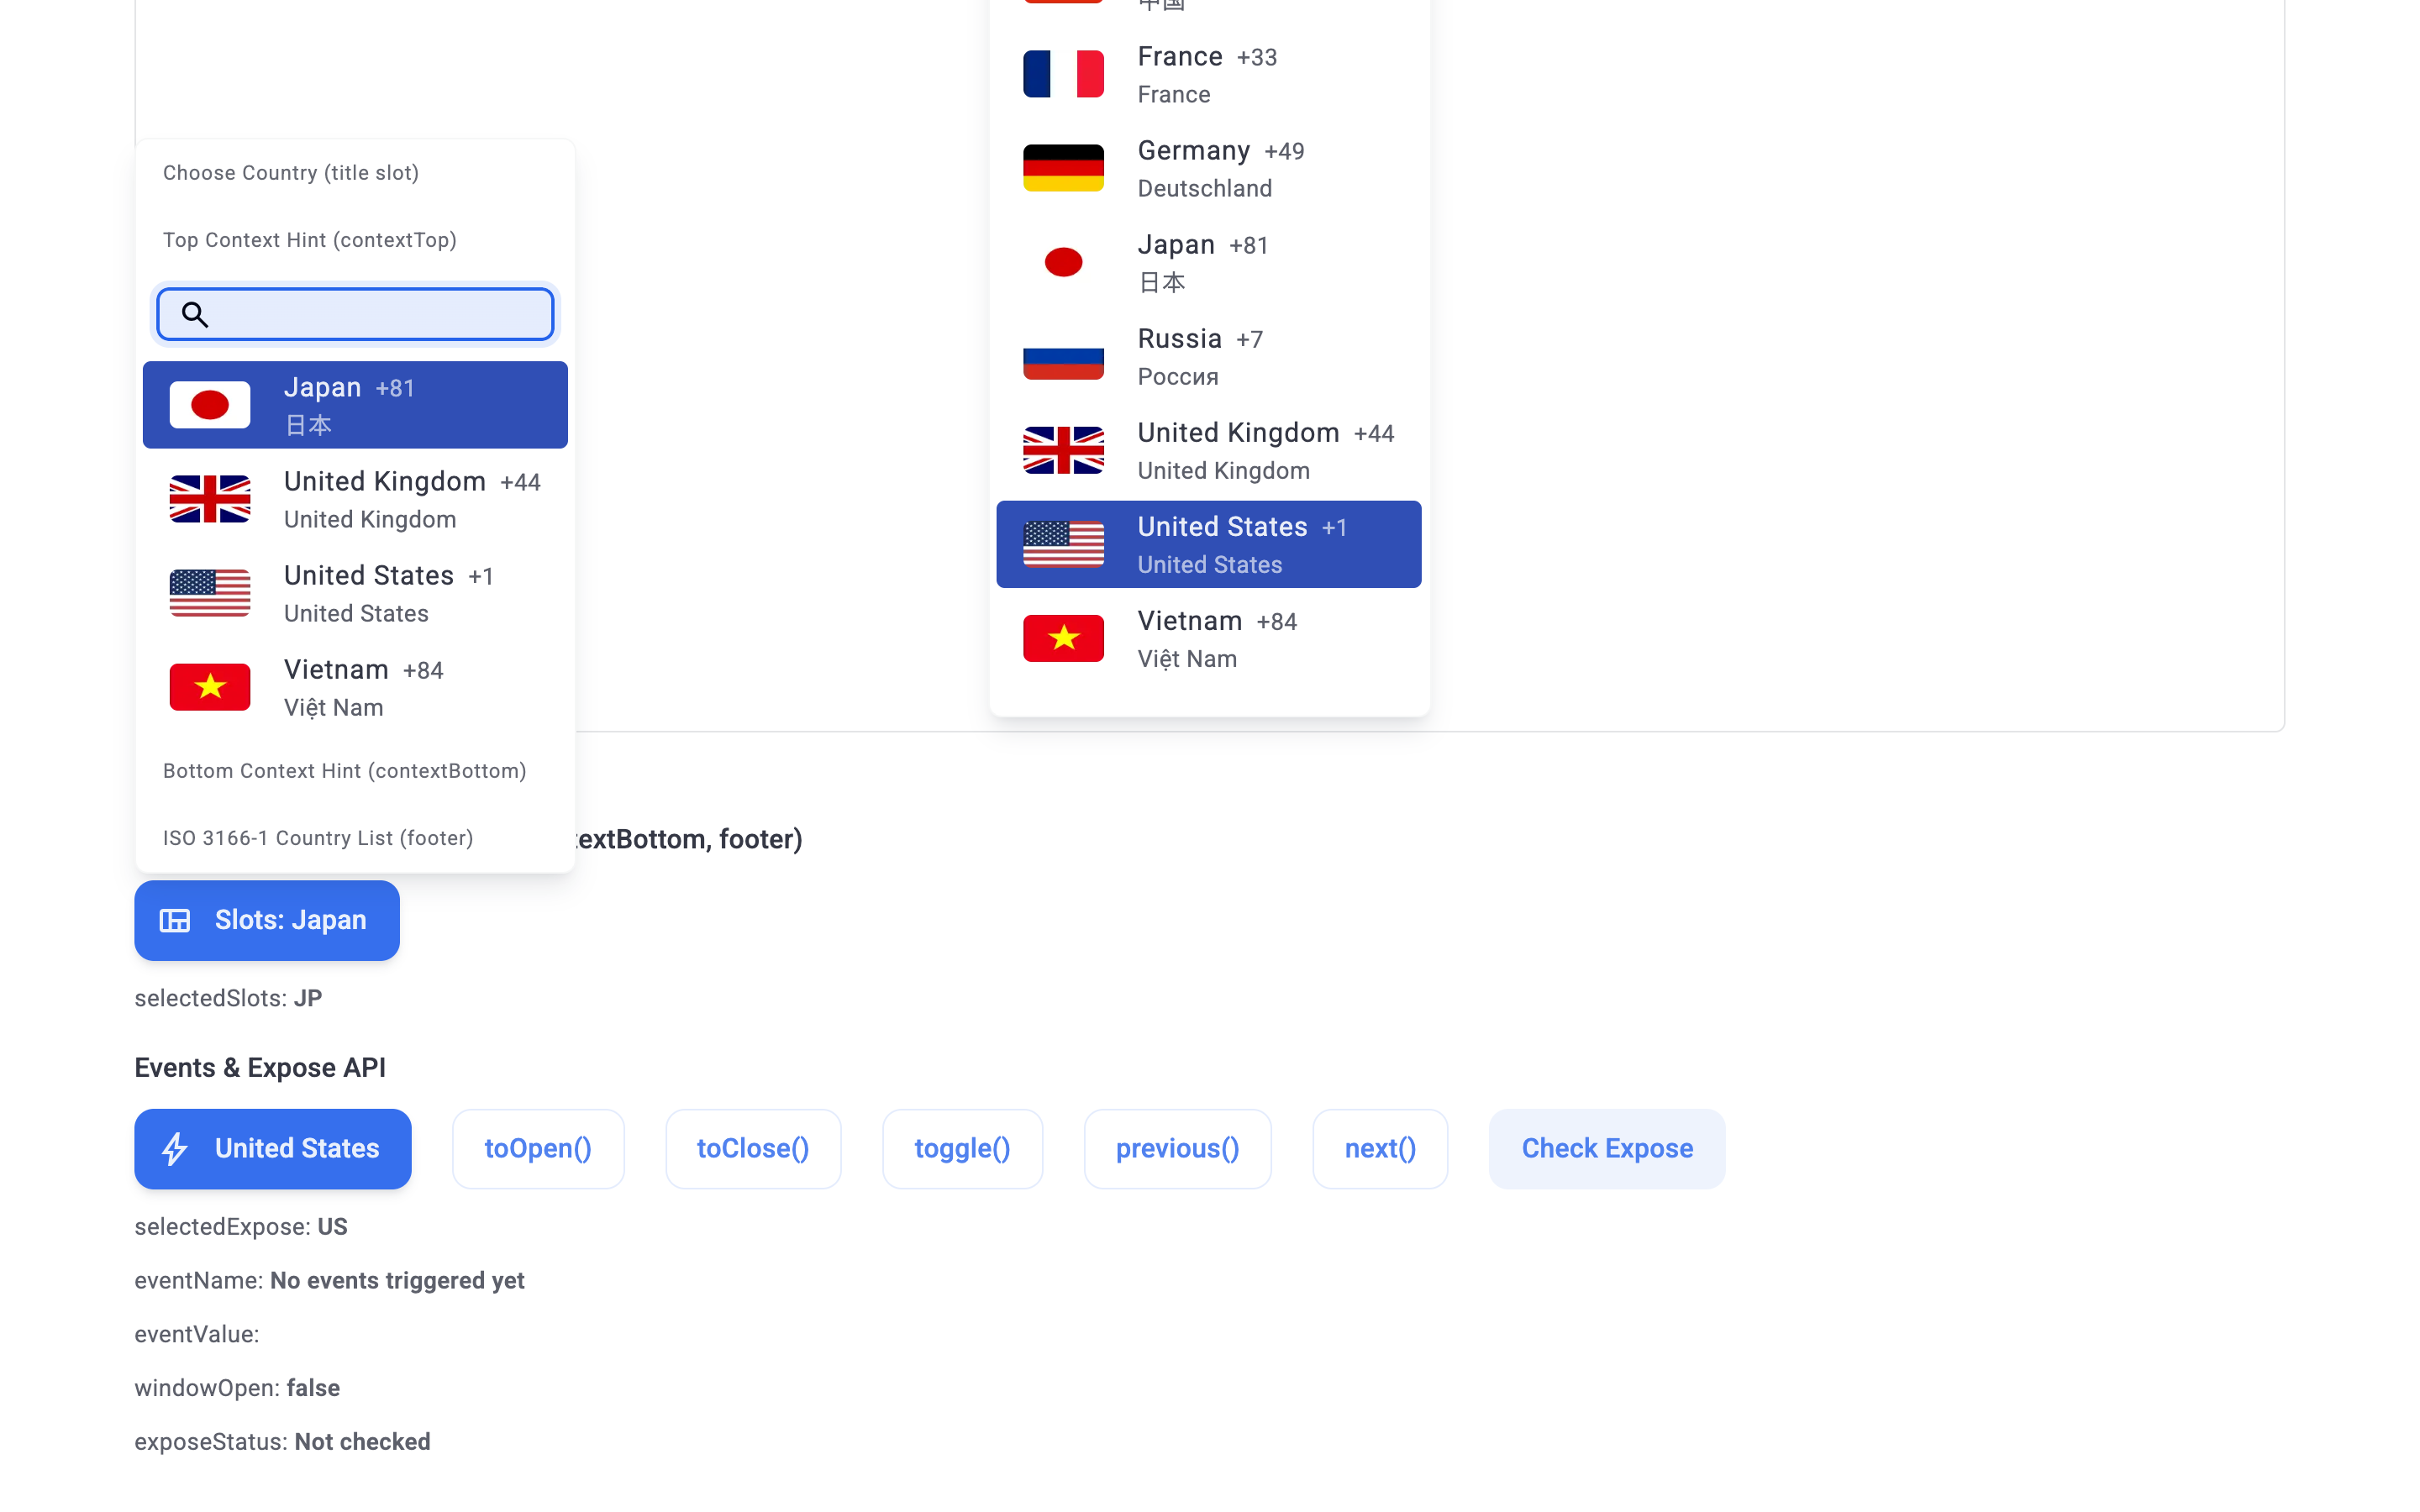 中国
France +33
France
Germany +49
Deutschland
Japan +81
日本
Russia +7
Россия
United Kingdom +44
United Kingdom
United States +1
United States
Vietnam +84
Việt Nam
Choose Country (title slot)
Top Context Hint (contextTop)
Japan +81
日本
United Kingdom +44
United Kingdom
United States +1
United States
Vietnam +84
Việt Nam
Bottom Context Hint (contextBottom)
ISO 3166-1 Country List (footer)
textBottom, footer)
Slots: Japan
selectedSlots: JP
Events & Expose API
United States
toOpen()
toClose()
toggle()
previous()
next()
Check Expose
selectedExpose: US
eventName: No events triggered yet
eventValue:
windowOpen: false
exposeStatus: Not checked